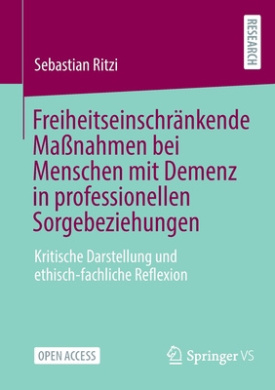 RESEARCH
Sebastian Ritzi
Freiheitseinschränkende
Maßnahmen bei
Menschen mit Demenz
in professionellen
Sorgebeziehungen
Kritische Darstellung und
ethisch-fachliche Reflexion
OPEN ACCESS
Springer VS